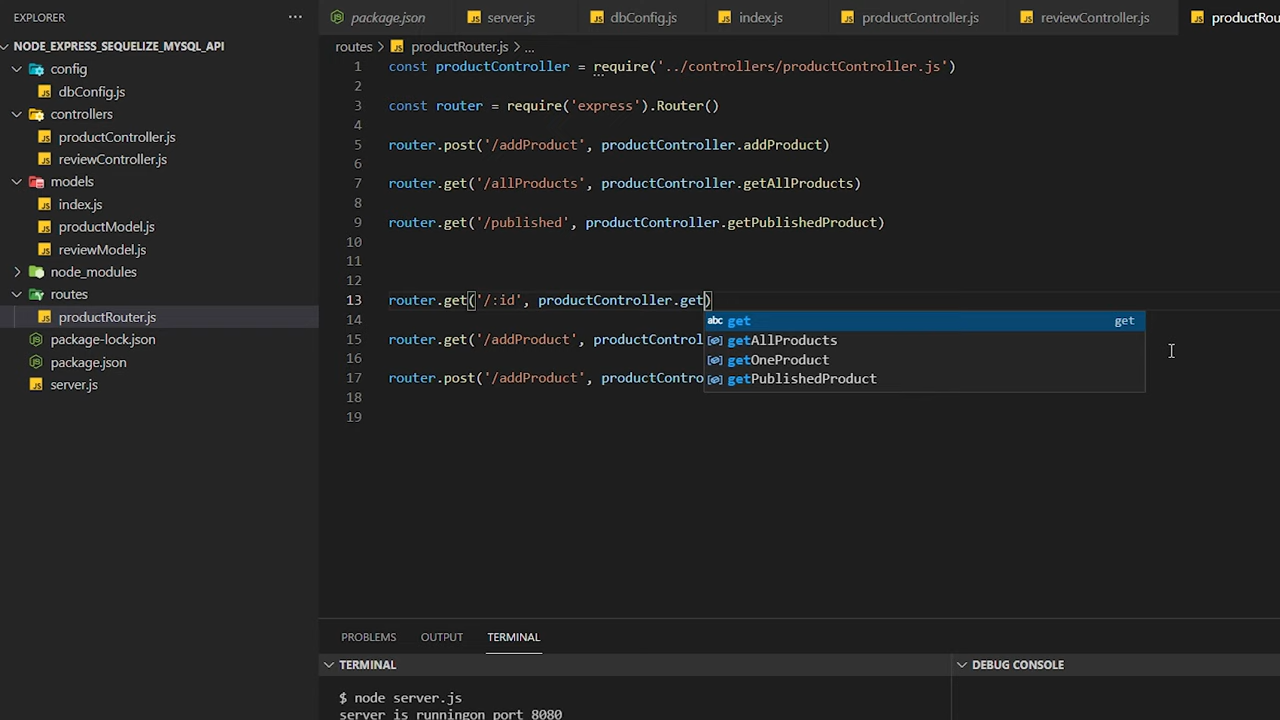 EXPLORER
...
package.json
server.js
dbConfig.js
index.js
productController.js
reviewController.js
productRou
NODE_EXPRESS_SEQUELIZE_MYSQL_API
config
dbConfig.js
controllers
productController.js
reviewController.js
models
index.js
productModel.js
reviewModel.js
node_modules
routes
productRouter.js
package-lock.json
package.json
server.js
routes > productRouter.js > ...
1 const productController = require('../controllers/productController.js')
2
3 const router = require('express').Router()
4
5 router.post('/addProduct', productController.addProduct)
6
7 router.get('/allProducts', productController.getAllProducts)
8
9 router.get('/published', productController.getPublishedProduct)
10
11
12
13 router.get('/:id', productController.get)
14
15 router.get('/addProduct', productControl
16
17 router.post('/addProduct', productContro
18
19
abc get get
getAllProducts
getOneProduct
getPublishedProduct
PROBLEMS OUTPUT TERMINAL
TERMINAL
DEBUG CONSOLE
$ node server.js
server is runningon port 8080